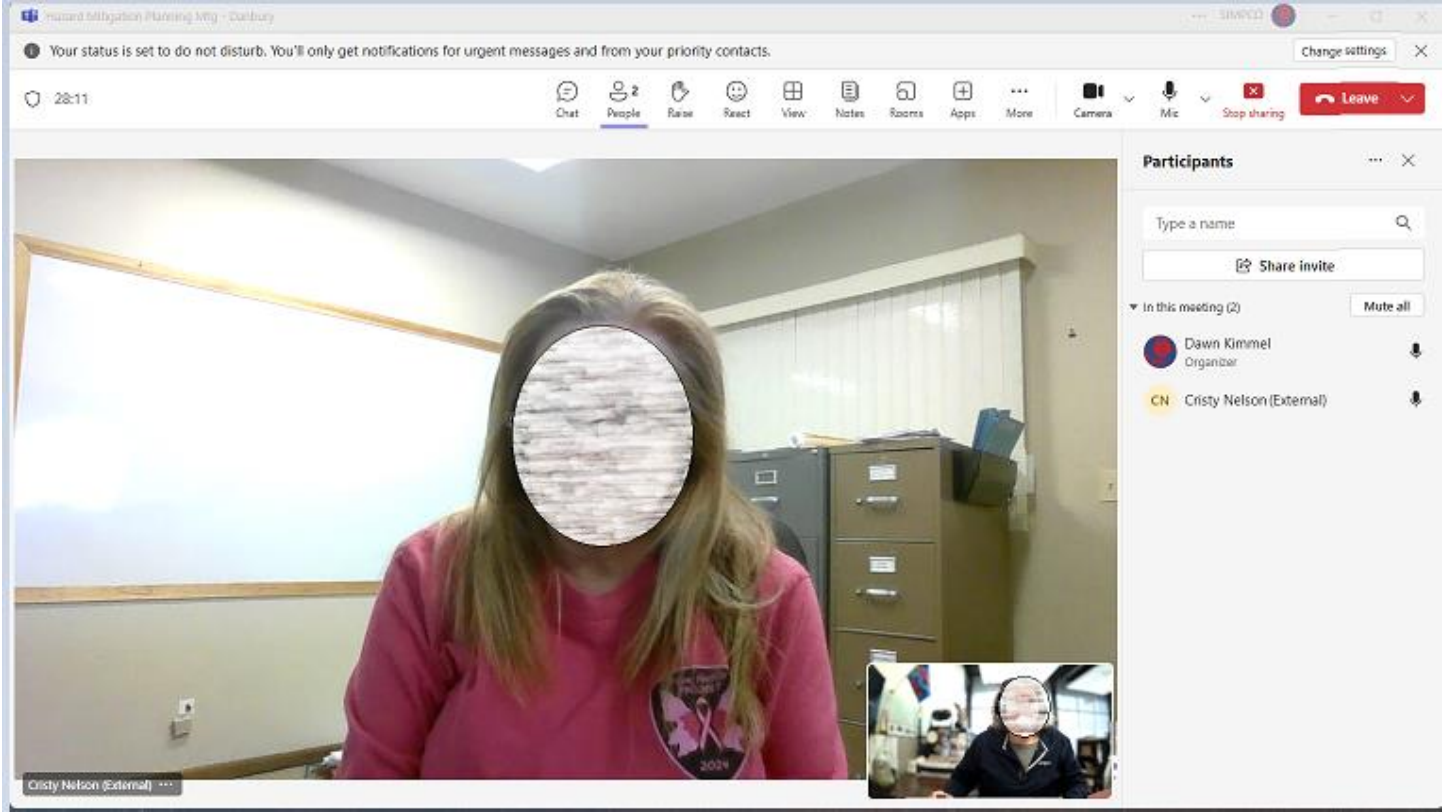 Hazard Mitigation Planning Mtg - Danbury
SIMPCO
Your status is set to do not disturb. You'll only get notifications for urgent messages and from your priority contacts.
Change settings
28:11
Chat
People 2
Raise
React
View
Notes
Rooms
Apps
More
Camera
Mic
Stop sharing
Leave
Participants
Type a name
Share invite
In this meeting (2)
Mute all
Dawn Kimmel
Organizer
CN Cristy Nelson (External)
PROJECT
2024
Cristy Nelson (External)